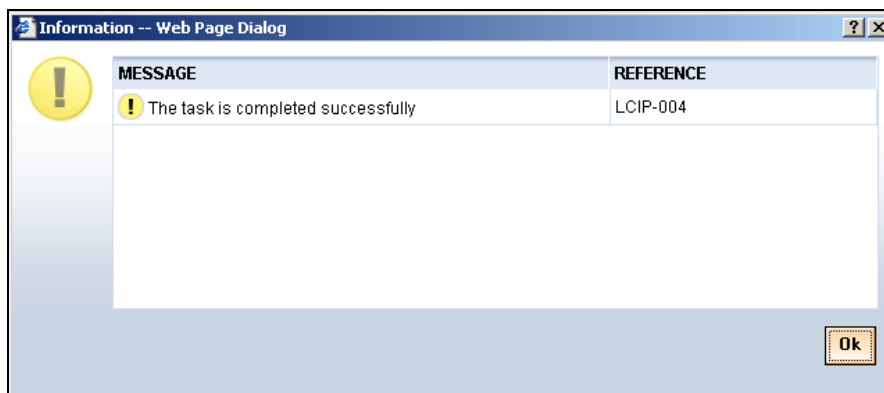 Information -- Web Page Dialog
MESSAGE REFERENCE
The task is completed successfully LCIP-004
Ok